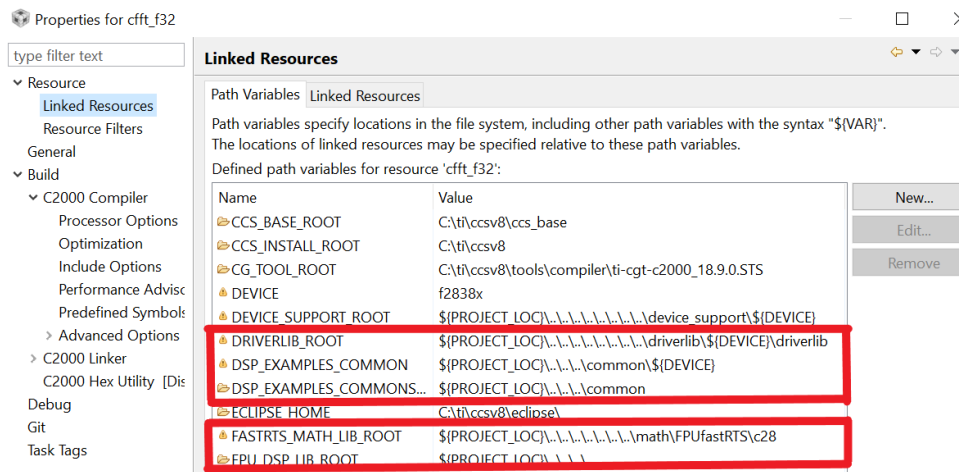 Properties for cfft_f32
type filter text
Linked Resources
Resource
Linked Resources
Resource Filters
General
Build
C2000 Compiler
Processor Options
Optimization
Include Options
Performance Advisc
Predefined Symbols
Advanced Options
C2000 Linker
C2000 Hex Utility [Dis
Debug
Git
Task Tags
Path Variables Linked Resources
Path variables specify locations in the file system, including other path variables with the syntax "${VAR}".
The locations of linked resources may be specified relative to these path variables.
Defined path variables for resource 'cfft_f32':
Name Value
CCS_BASE_ROOT C:\ti\ccsv8\ccs_base
CCS_INSTALL_ROOT C:\ti\ccsv8
CG_TOOL_ROOT C:\ti\ccsv8\tools\compiler\ti-cgt-c2000_18.9.0.STS
DEVICE f2838x
DEVICE_SUPPORT_ROOT ${PROJECT_LOC}\..\..\..\..\..\..\..\..\device_support\${DEVICE}
DRIVERLIB_ROOT ${PROJECT_LOC}\..\..\..\..\..\..\..\..\driverlib\${DEVICE}\driverlib
DSP_EXAMPLES_COMMON ${PROJECT_LOC}\..\..\..\common\${DEVICE}
DSP_EXAMPLES_COMMONS... ${PROJECT_LOC}\..\..\..\common
ECLIPSE_HOME C:\ti\ccsv8\eclipse\
FASTRTS_MATH_LIB_ROOT ${PROJECT_LOC}\..\..\..\..\..\..\..\math\FPUfastRTS\c28
FPU_DSP_LIB_ROOT ${PROJECT_LOC}\..\..\..\..
New...
Edit...
Remove